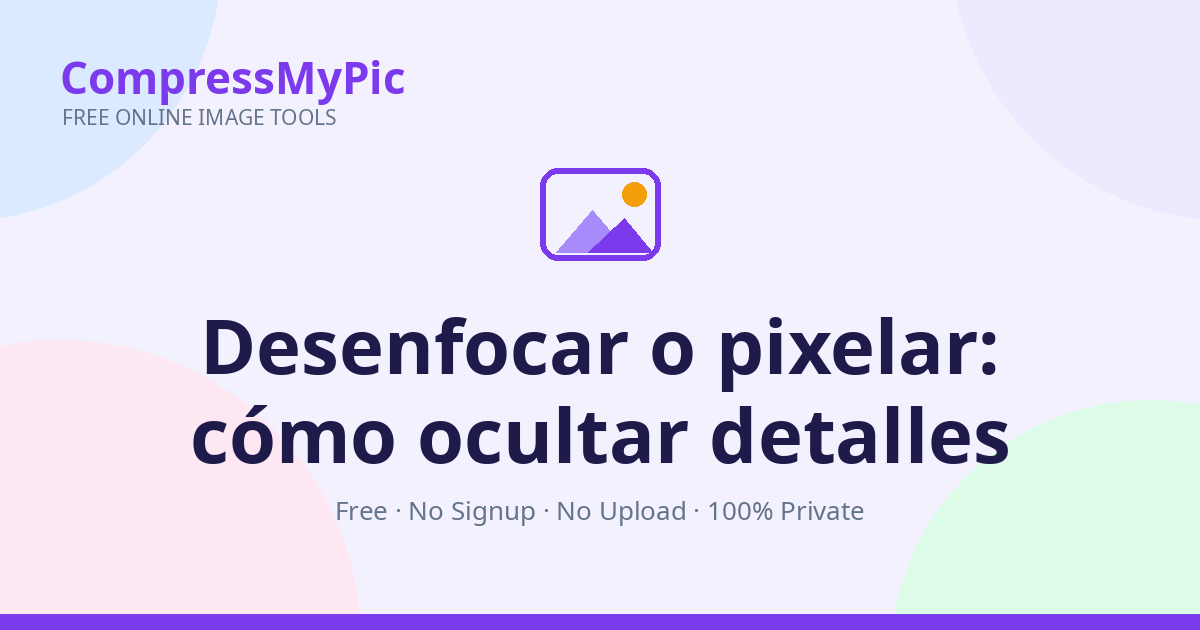 CompressMyPic
FREE ONLINE IMAGE TOOLS
Desenfocar o pixelar:
cómo ocultar detalles
Free · No Signup · No Upload · 100% Private